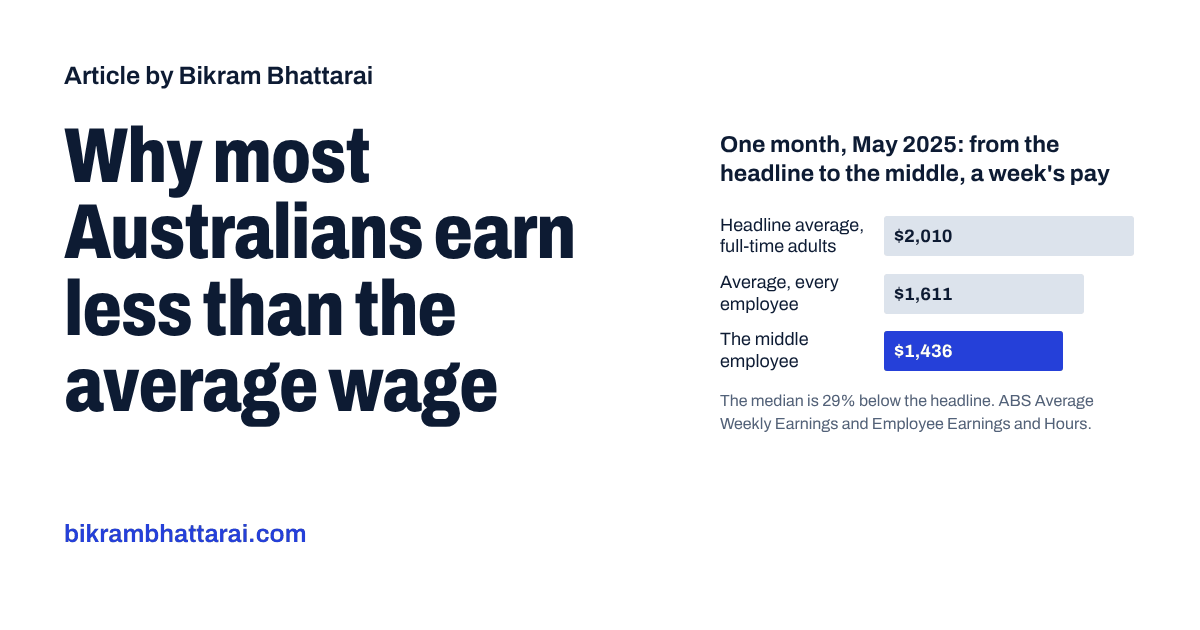 Article by Bikram Bhattarai
Why most
Australians earn
less than the
average wage
bikrambhattarai.com
One month, May 2025: from the
headline to the middle, a week's pay
Headline average,
full-time adults
$2,010
Average, every
employee
$1,611
The middle
employee
$1,436
The median is 29% below the headline. ABS Average
Weekly Earnings and Employee Earnings and Hours.